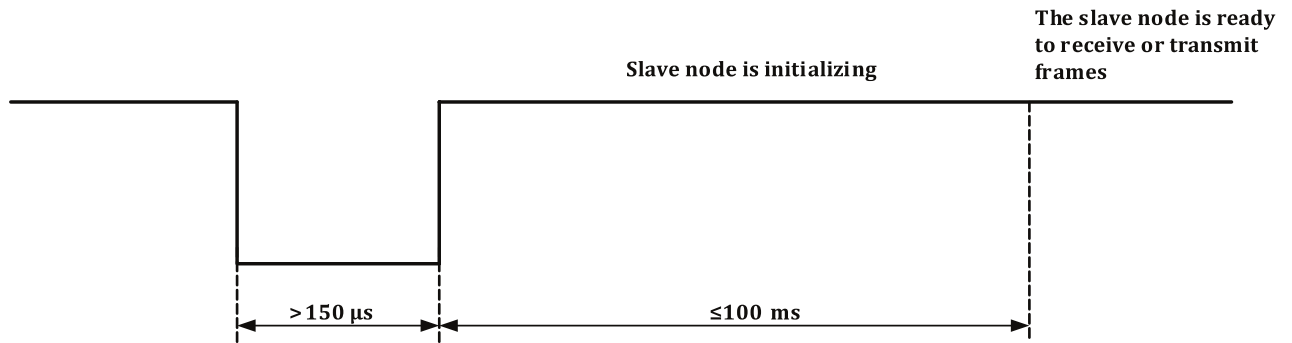 The slave node is ready
to receive or transmit
frames
Slave node is initializing
>150 µs
≤100 ms